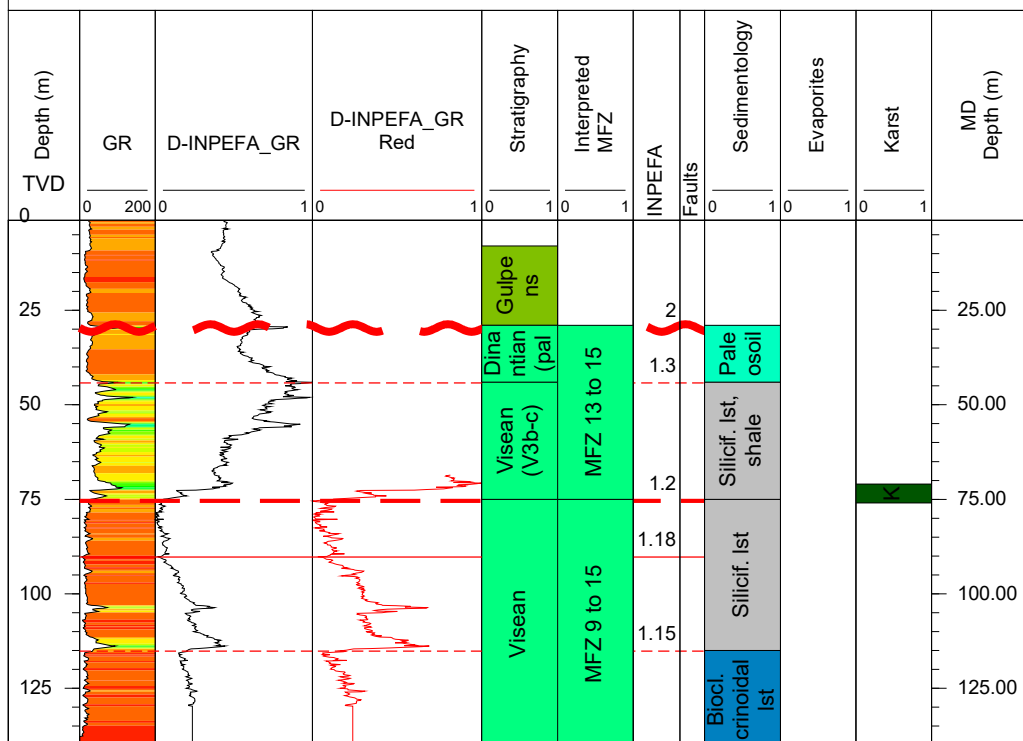 Depth (m)
TVD
GR
D-INPEFA_GR
D-INPEFA_GR
Red
Stratigraphy
Interpreted
MFZ
INPEFA
Faults
Sedimentology
Evaporites
Karst
MD
Depth (m)
0 200
0 1
0 1
0 1
0 1
0 1
0 1
0 1
0
25
50
75
100
125
Gulpe
ns
Dina
ntian
(pal
Visean
(V3b-c)
Visean
MFZ 13 to 15
MFZ 9 to 15
2
1.3
1.2
1.18
1.15
Pale
osoil
Silicif. lst,
shale
Silicif. lst
Biocl.
crinoidal
lst
K
25.00
50.00
75.00
100.00
125.00